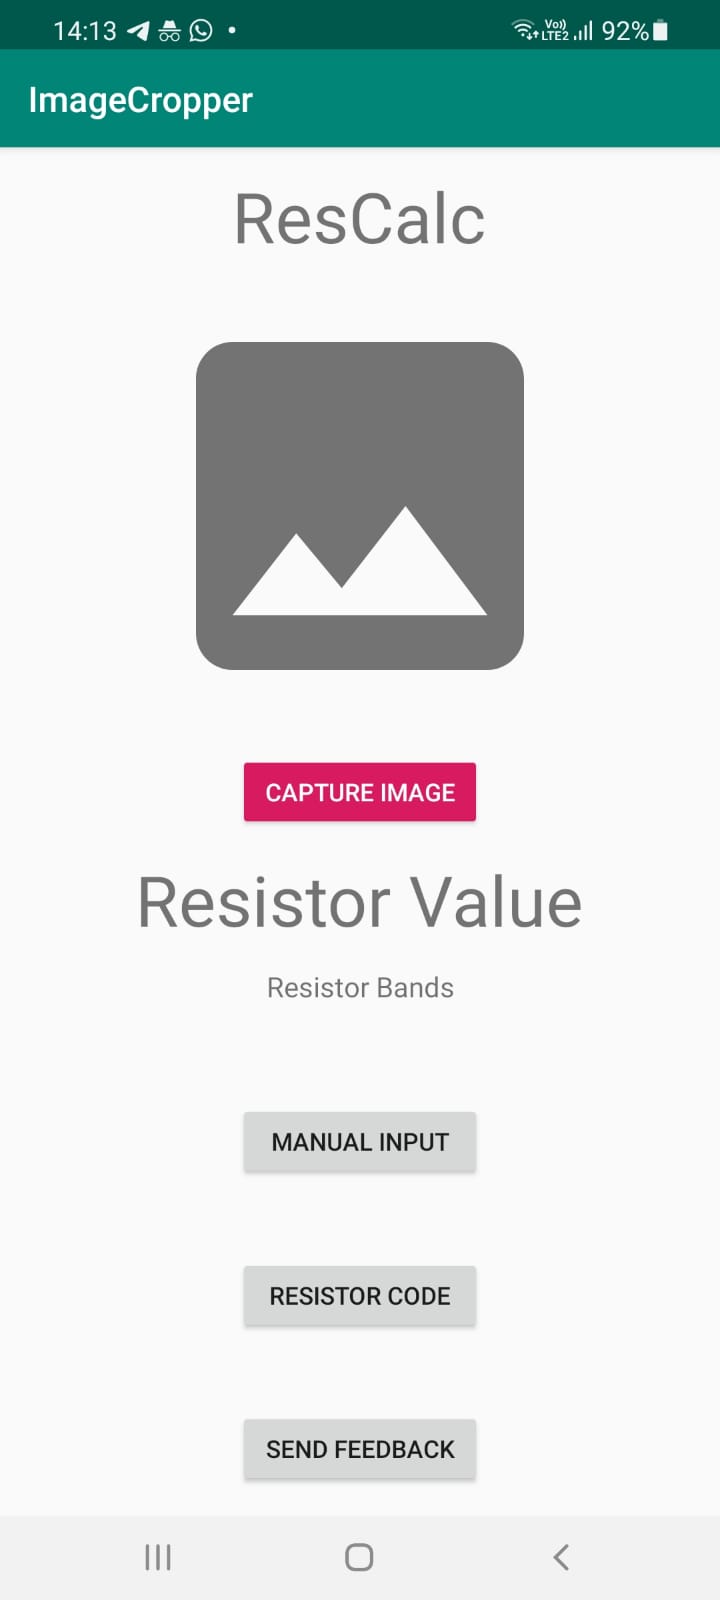 14:13
Vo))
LTE2
92%
ImageCropper
ResCalc
CAPTURE IMAGE
Resistor Value
Resistor Bands
MANUAL INPUT
RESISTOR CODE
SEND FEEDBACK